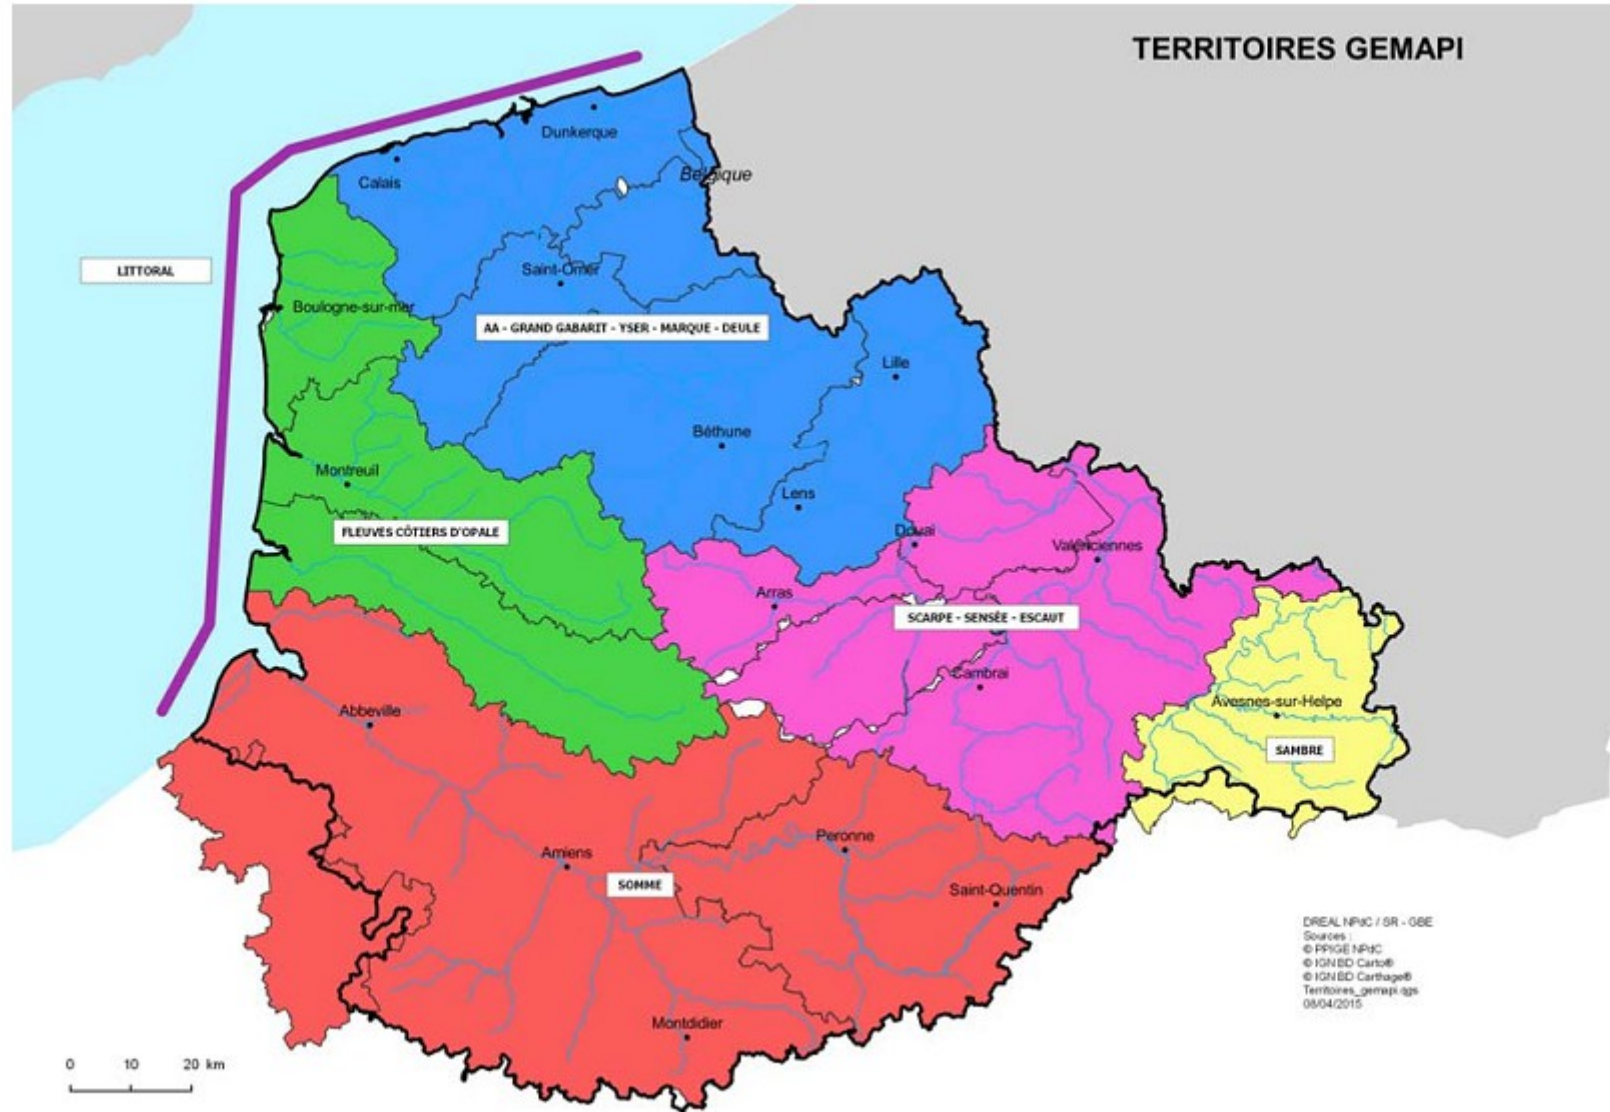 TERRITOIRES GEMAPI
Dunkerque
Calais
Belgique
LITTORAL
Saint-Omer
Boulogne-sur-mer
AA - GRAND GABARIT - YSER - MARQUE - DEULE
Lille
Béthune
Montreuil
Lens
FLEUVES CÔTIERS D'OPALE
Douai
Valenciennes
Arras
SCARPE - SENSÉE - ESCAUT
Cambrai
Abbeville
Avesnes-sur-Helpe
SAMBRE
Peronne
Amiens
SOMME
Saint-Quentin
DREAL NPdC / SR - GBE
Sources :
© PPIGE NPdC
© IGN BD Carto®
© IGN BD Carthage®
Territoires_gemapi.qgs
08/04/2015
Montdidier
0 10 20 km